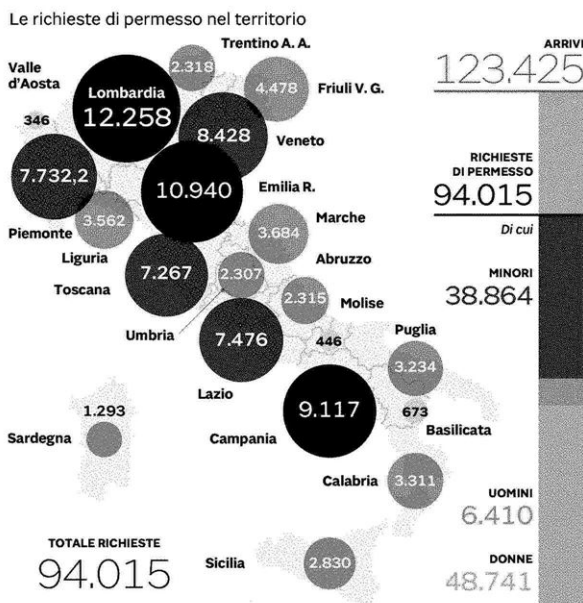 Le richieste di permesso nel territorio
Trentino A. A.
2.318
Valle
d'Aosta
346
Lombardia
12.258
4.478
Friuli V. G.
8.428
Veneto
7.732,2
Piemonte
10.940
Emilia R.
3.562
Liguria
Marche
3.684
Abruzzo
7.267
Toscana
2.307
Umbria
2.315
Molise
446
7.476
Lazio
Puglia
3.234
9.117
Campania
673
Basilicata
1.293
Sardegna
Calabria
3.311
Sicilia
2.830
TOTALE RICHIESTE
94.015
ARRIVI
123.425
RICHIESTE
DI PERMESSO
94.015
Di cui
MINORI
38.864
UOMINI
6.410
DONNE
48.741